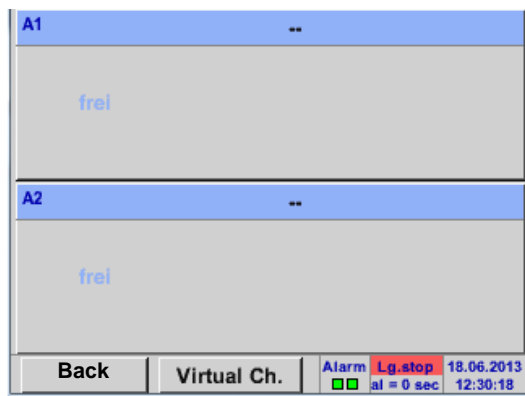 A1 --
frei
A2 --
frei
Back Virtual Ch. Alarm Lg.stop 18.06.2013
al = 0 sec 12:30:18